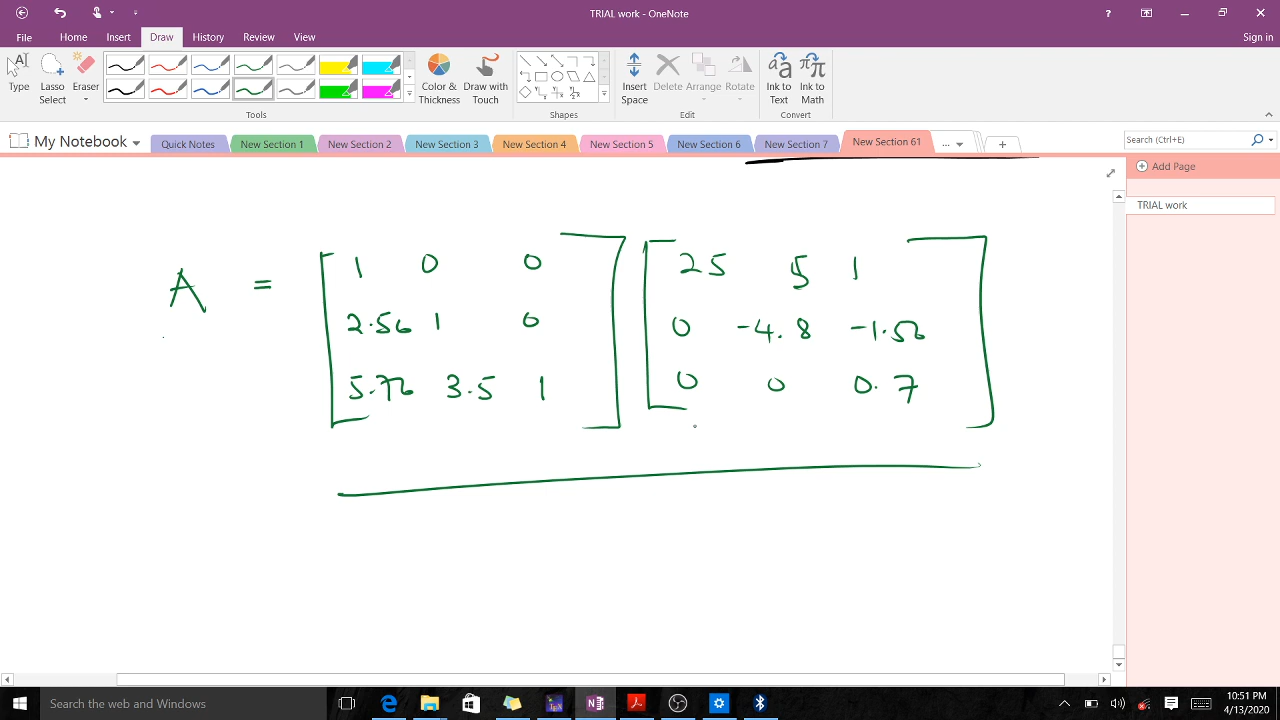 TRIAL work - OneNote
File Home Insert Draw History Review View Sign in
Type Lasso Select Eraser Color & Thickness Draw with Touch Insert Space Delete Arrange Rotate Ink to Text Ink to Math
Tools Shapes Edit Convert
My Notebook Quick Notes New Section 1 New Section 2 New Section 3 New Section 4 New Section 5 New Section 6 New Section 7 New Section 61 ... + Search (Ctrl+E)
Add Page
TRIAL work
A = [ 1 0 0 ] [ 25 5 1 ]
2.56 1 0 0 -4.8 -1.56
5.76 3.5 1 0 0 0.7
Search the web and Windows
10:51 PM
4/13/2020